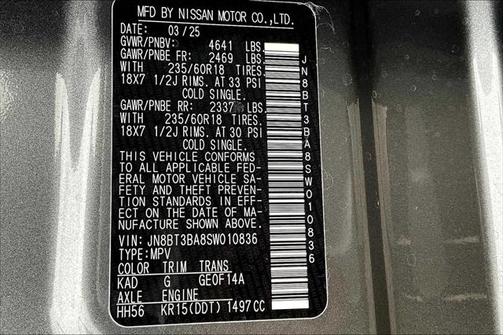 MFD BY NISSAN MOTOR CO.,LTD.
DATE: 03/25
GVWR/PNBV: 4641 LBS
GAWR/PNBE FR: 2469 LBS
WITH 235/60R18 TIRES.
18X7 1/2J RIMS. AT 33 PSI
COLD SINGLE.
GAWR/PNBE RR: 2337 LBS
WITH 235/60R18 TIRES.
18X7 1/2J RIMS. AT 30 PSI
COLD SINGLE.
THIS VEHICLE CONFORMS
TO ALL APPLICABLE FED-
ERAL MOTOR VEHICLE SA-
FETY AND THEFT PREVEN-
TION STANDARDS IN EFF-
ECT ON THE DATE OF MA-
NUFACTURE SHOWN ABOVE.
VIN: JN8BT3BA8SW010836
TYPE:MPV
COLOR TRIM TRANS
KAD G GE0F14A
AXLE ENGINE
HH56 KR15(DDT) 1497CC
JN8BT3BA8SW010836